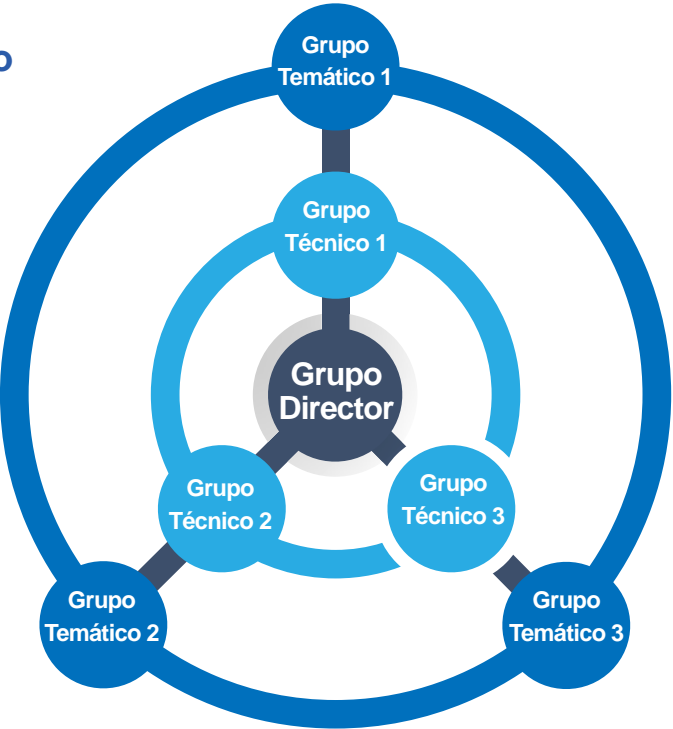 o
Grupo
Temático 1
Grupo
Técnico 1
Grupo
Director
Grupo
Técnico 2
Grupo
Técnico 3
Grupo
Temático 2
Grupo
Temático 3